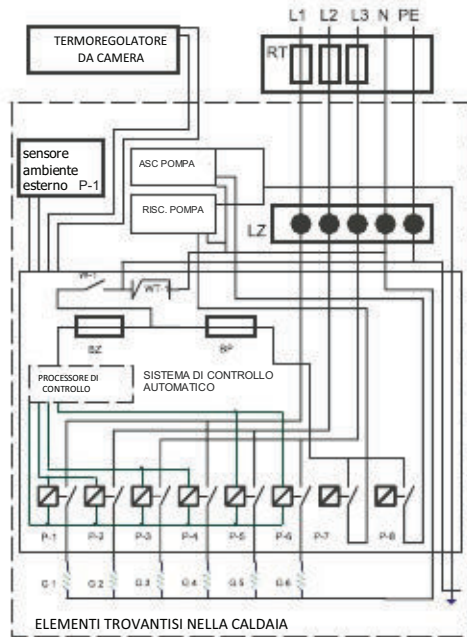 L1 L2 L3 N PE
TERMOREGOLATORE
DA CAMERA
RT
sensore
ambiente
esterno P-1
ASC POMPA
RISC. POMPA
LZ
W-1
WT-1
BZ
BP
PROCESSORE DI
CONTROLLO
SISTEMA DI CONTROLLO
AUTOMATICO
P-1 P-2 P-3 P-4 P-5 P-6 P-7 P-8
G.1 G.2 G.3 G.4 G.5 G.6
ELEMENTI TROVANTISI NELLA CALDAIA